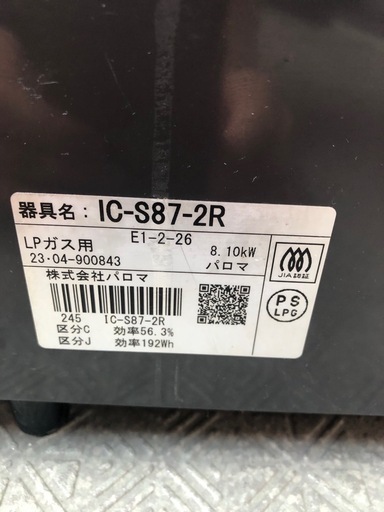 器具名：IC-S87-2R
LPガス用 E1-2-26 8.10kW
23・04-900843 パロマ
株式会社パロマ
JIA認証
PS
LPG
245 IC-S87-2R
区分C 効率56.3%
区分J 効率192Wh